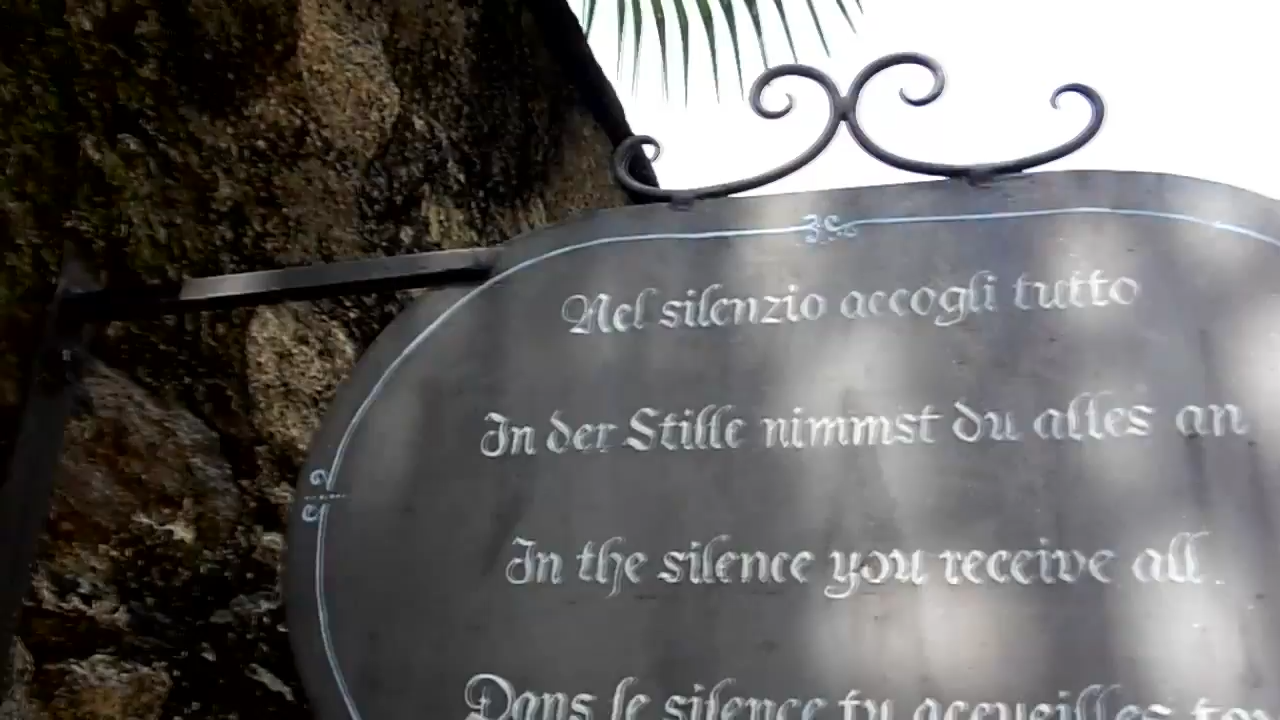 Nel silenzio accogli tutto
In der Stille nimmst du alles an
In the silence you receive all
Dans le silence tu accueilles